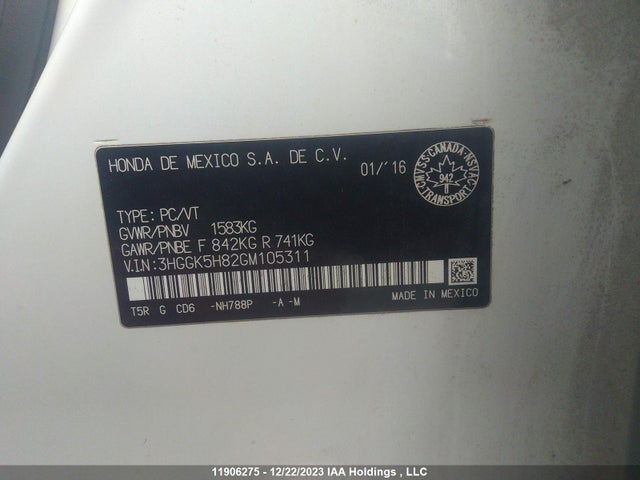 HONDA DE MEXICO S.A. DE C.V.
01/'16
CANADA
CMVSS
NSVAC
942
TRANSPORT
TYPE: PC/VT
GVWR/PNBV 1583KG
GAWR/PNBE F 842KG R 741KG
V.I.N:3HGGK5H82GM105311
T5R G CD6 -NH788P -A -M
MADE IN MEXICO
11906275 - 12/22/2023 IAA Holdings , LLC